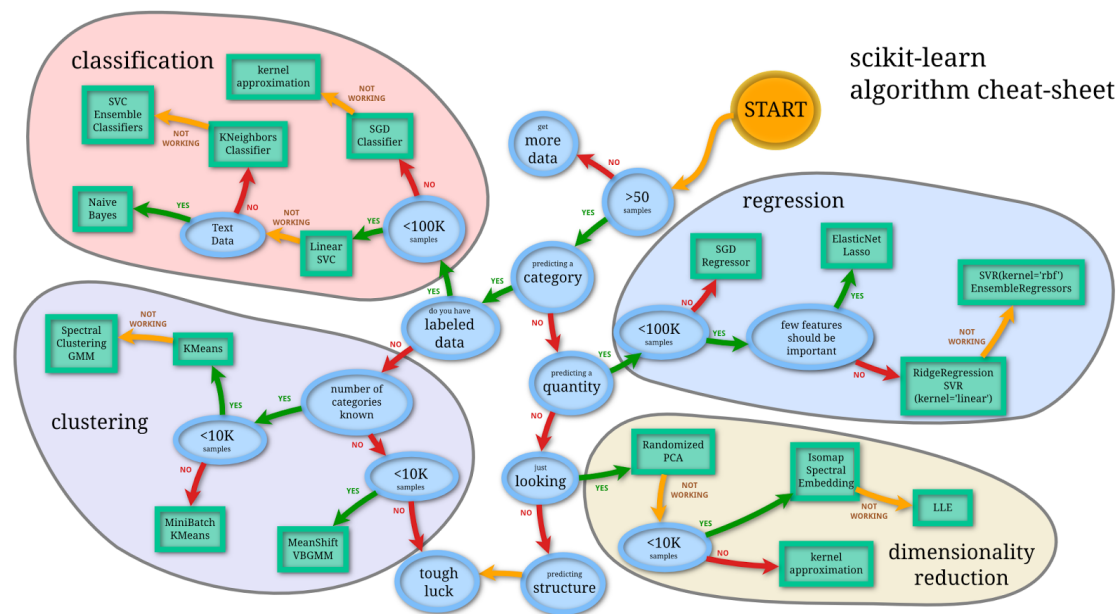 scikit-learn
algorithm cheat-sheet
START
classification
kernel
approximation
NOT
WORKING
SVC
Ensemble
Classifiers
NOT
WORKING
KNeighbors
Classifier
SGD
Classifier
NO
NO
YES
Naive
Bayes
Text
Data
NOT
WORKING
Linear
SVC
YES
<100K
samples
YES
get
more
data
NO
>50
samples
YES
predicting a
category
YES
NO
do you have
labeled
data
NO
predicting a
quantity
YES
NO
just
looking
YES
NO
predicting
structure
tough
luck
regression
SGD
Regressor
NO
<100K
samples
YES
ElasticNet
Lasso
YES
few features
should be
important
NO
SVR(kernel='rbf')
EnsembleRegressors
NOT
WORKING
RidgeRegression
SVR
(kernel='linear')
clustering
Spectral
Clustering
GMM
NOT
WORKING
KMeans
YES
number of
categories
known
YES
NO
<10K
samples
NO
MiniBatch
KMeans
<10K
samples
YES
NO
MeanShift
VBGMM
dimensionality
reduction
Randomized
PCA
NOT
WORKING
<10K
samples
YES
NO
Isomap
Spectral
Embedding
NOT
WORKING
LLE
kernel
approximation